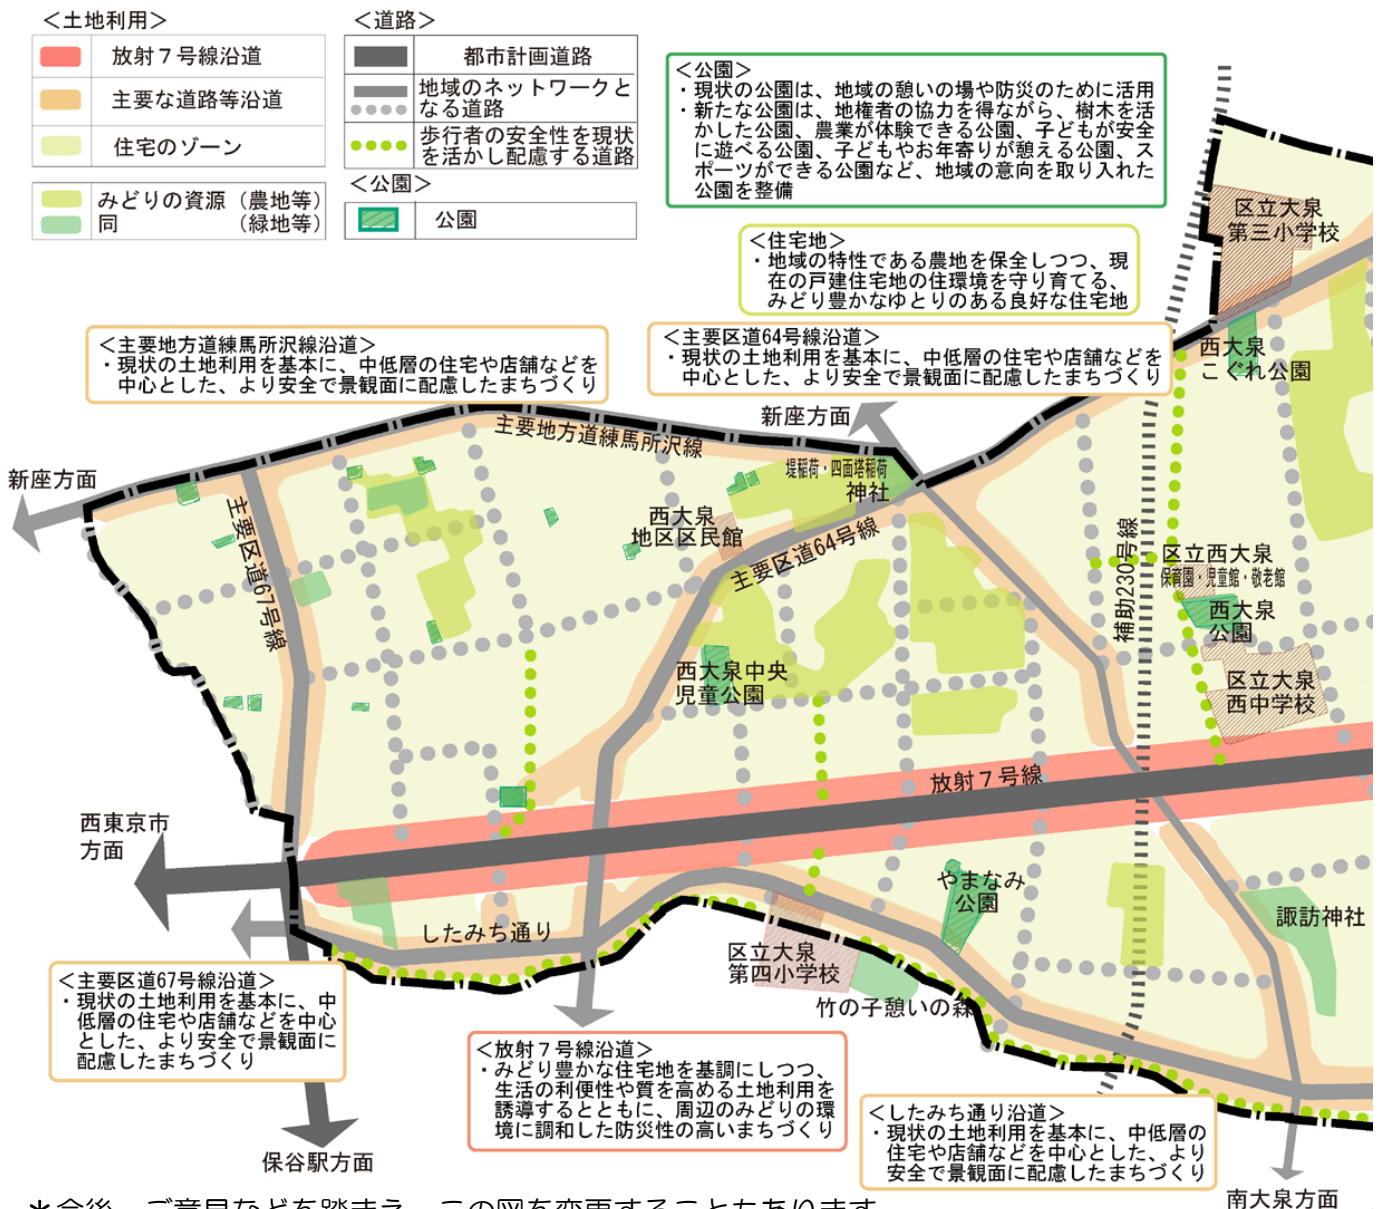 ＜土地利用＞
放射７号線沿道
主要な道路等沿道
住宅のゾーン
みどりの資源（農地等）
同　　　　　（緑地等）
＜道路＞
都市計画道路
地域のネットワークと
なる道路
歩行者の安全性を現状
を活かし配慮する道路
＜公園＞
公園
＜公園＞
・現状の公園は、地域の憩いの場や防災のために活用
・新たな公園は、地権者の協力を得ながら、樹木を活
かした公園、農業が体験できる公園、子どもが安全
に遊べる公園、子どもやお年寄りが憩える公園、ス
ポーツができる公園など、地域の意向を取り入れた
公園を整備
＜住宅地＞
・地域の特性である農地を保全しつつ、現
在の戸建住宅地の住環境を守り育てる、
みどり豊かなゆとりのある良好な住宅地
区立大泉
第三小学校
＜主要地方道練馬所沢線沿道＞
・現状の土地利用を基本に、中低層の住宅や店舗などを
中心とした、より安全で景観面に配慮したまちづくり
＜主要区道64号線沿道＞
・現状の土地利用を基本に、中低層の住宅や店舗などを
中心とした、より安全で景観面に配慮したまちづくり
西大泉
こぐれ公園
新座方面
主要地方道練馬所沢線
新座方面
堤稲荷・四面塔稲荷
神社
主要区道67号線
西大泉
地区区民館
主要区道64号線
補助230号線
区立西大泉
保育園・児童館・敬老館
西大泉
公園
西大泉中央
児童公園
区立大泉
西中学校
放射７号線
西東京市
方面
やまなみ
公園
諏訪神社
したみち通り
区立大泉
第四小学校
竹の子憩いの森
＜主要区道67号線沿道＞
・現状の土地利用を基本に、中
低層の住宅や店舗などを中心
とした、より安全で景観面に
配慮したまちづくり
＜放射７号線沿道＞
・みどり豊かな住宅地を基調にしつつ、
生活の利便性や質を高める土地利用を
誘導するとともに、周辺のみどりの環
境に調和した防災性の高いまちづくり
＜したみち通り沿道＞
・現状の土地利用を基本に、中低層の
住宅や店舗などを中心とした、より
安全で景観面に配慮したまちづくり
保谷駅方面
南大泉方面
＊今後、ご意見などを踏まえ、この図を変更することもあります